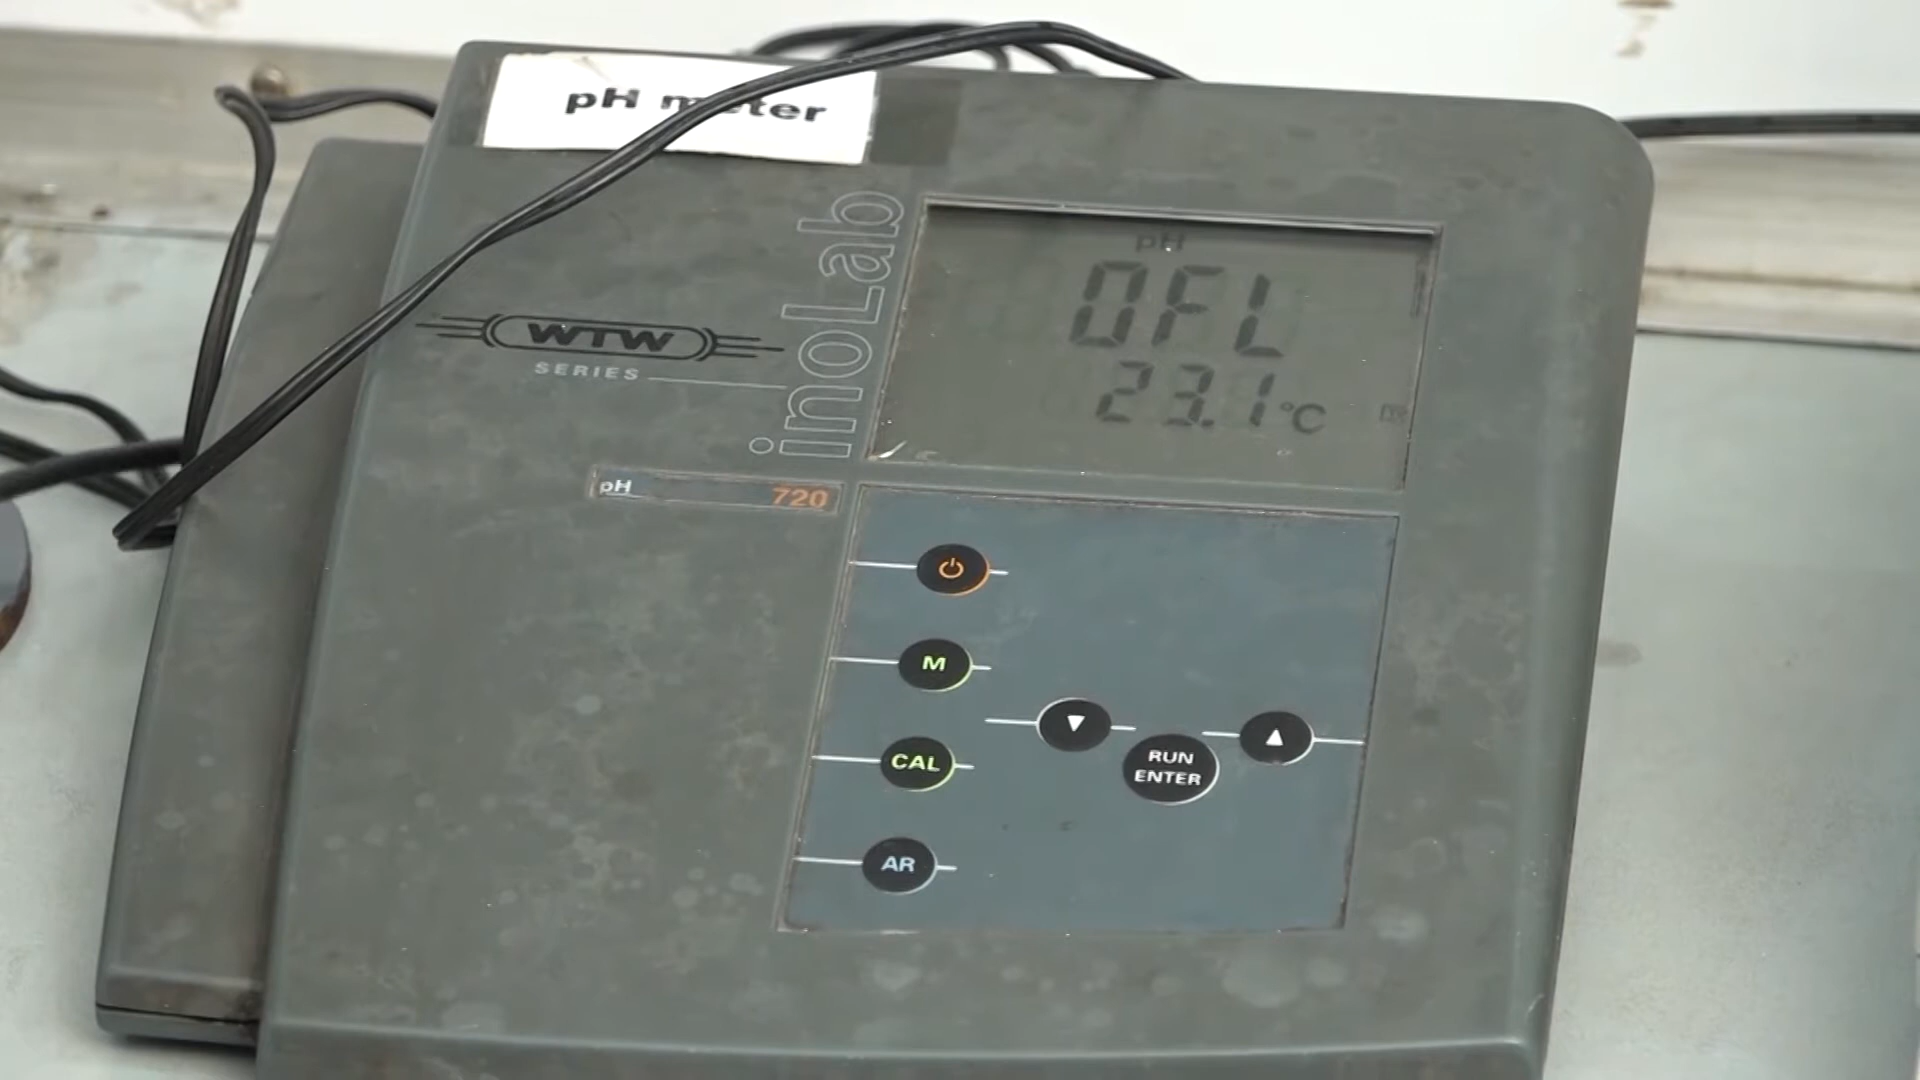 pH meter
inoLab
WTW
SERIES
pH 720
pH
OFL
23.1 °C
M
CAL
AR
RUN
ENTER